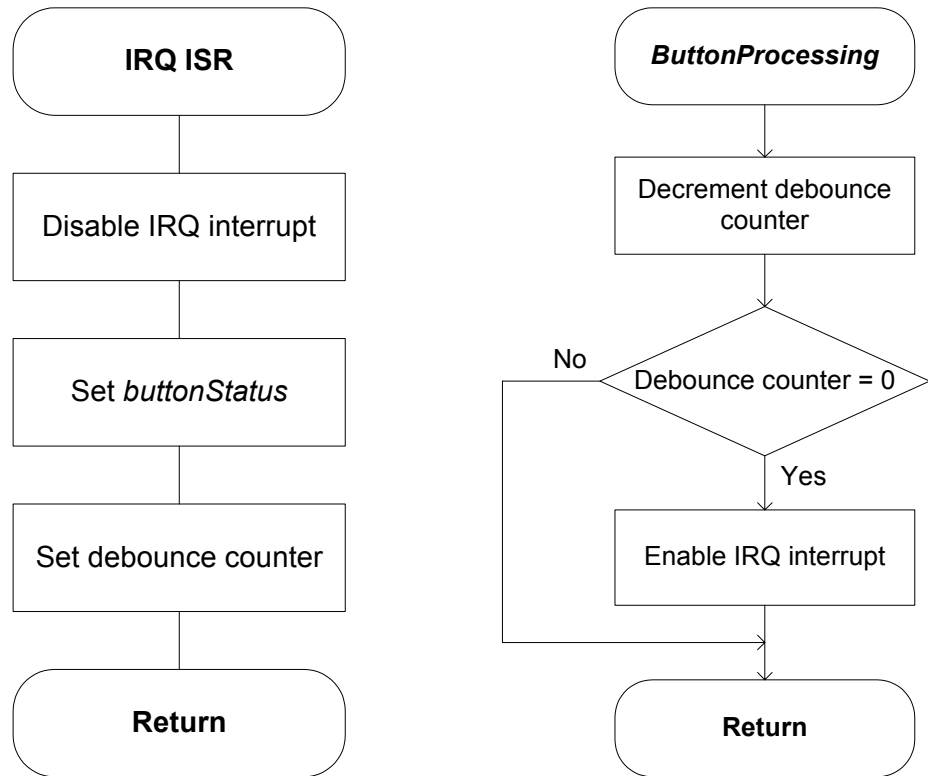 IRQ ISR
Disable IRQ interrupt
Set buttonStatus
Set debounce counter
Return
ButtonProcessing
Decrement debounce
counter
No
Debounce counter = 0
Yes
Enable IRQ interrupt
Return